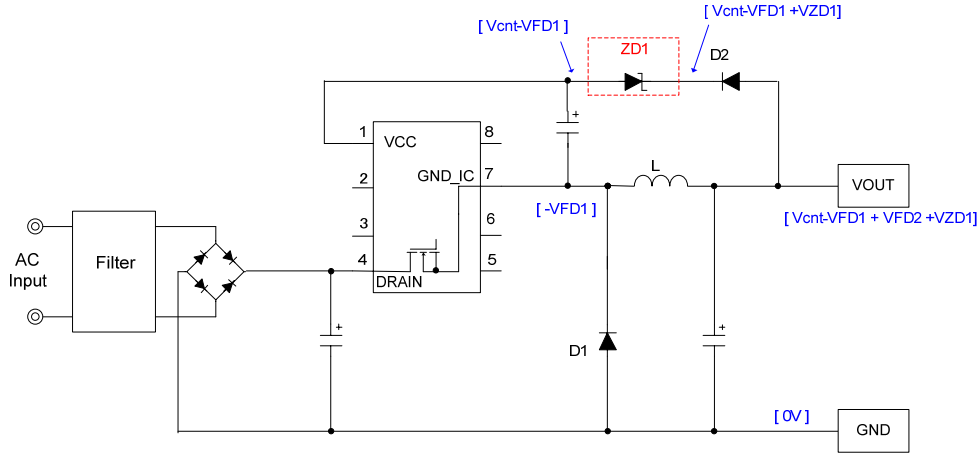 [ Vcnt-VFD1 +VZD1]
[ Vcnt-VFD1 ]
ZD1
D2
+
1
VCC
8
2
GND_IC
7
L
VOUT
[ -VFD1 ]
[ Vcnt-VFD1 + VFD2 +VZD1]
3
6
AC
Input
Filter
4
5
DRAIN
+
+
D1
[ 0V ]
GND